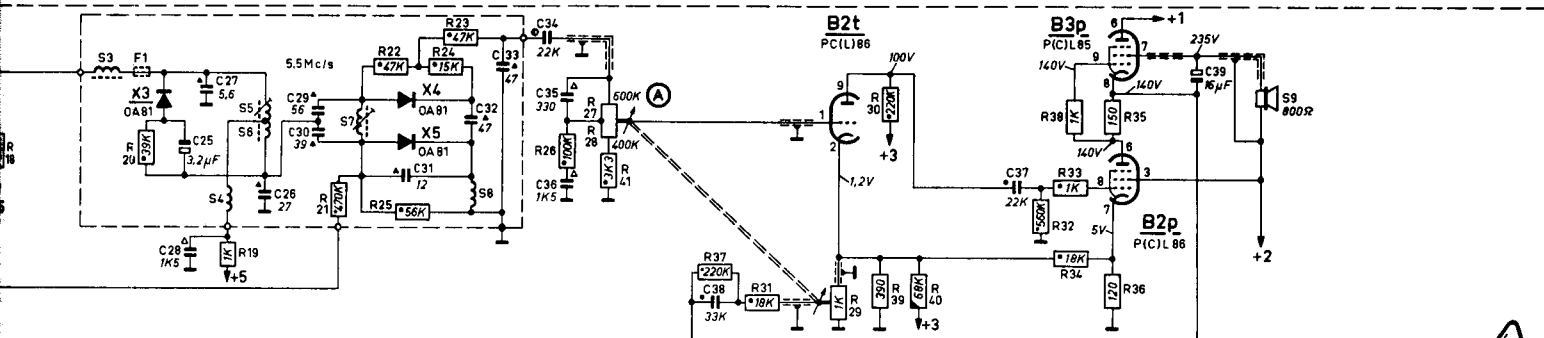 S3
F1
X3
OA81
R
20
39K
C25
3,2µF
C27
5,6
S5
S6
S4
C26
27
C28
1K5
R19
1K
+5
5,5Mc/s
C29
56
C30
39
R
21
470K
S7
R22
47K
R23
47K
R24
15K
X4
OA81
X5
OA81
C31
12
R25
56K
C32
47
C33
47
S8
C34
22K
C35
330
R26
100K
C36
1K5
R
27
600K
R
28
400K
A
3K3
R
41
B2t
PC(L)86
9
1
2
100V
R
30
220K
+3
1,2V
R37
220K
C38
33K
R31
18K
1K
R
29
390
R
39
68K
R
40
+3
B3p
P(C)L85
6
+1
9
7
8
235V
140V
140V
C39
16µF
S9
800Ω
R38
1K
150
R35
140V
6
C37
22K
R33
1K
8
3
7
560K
R32
5V
B2p
P(C)L86
18K
R34
120
R36
+2
R
18